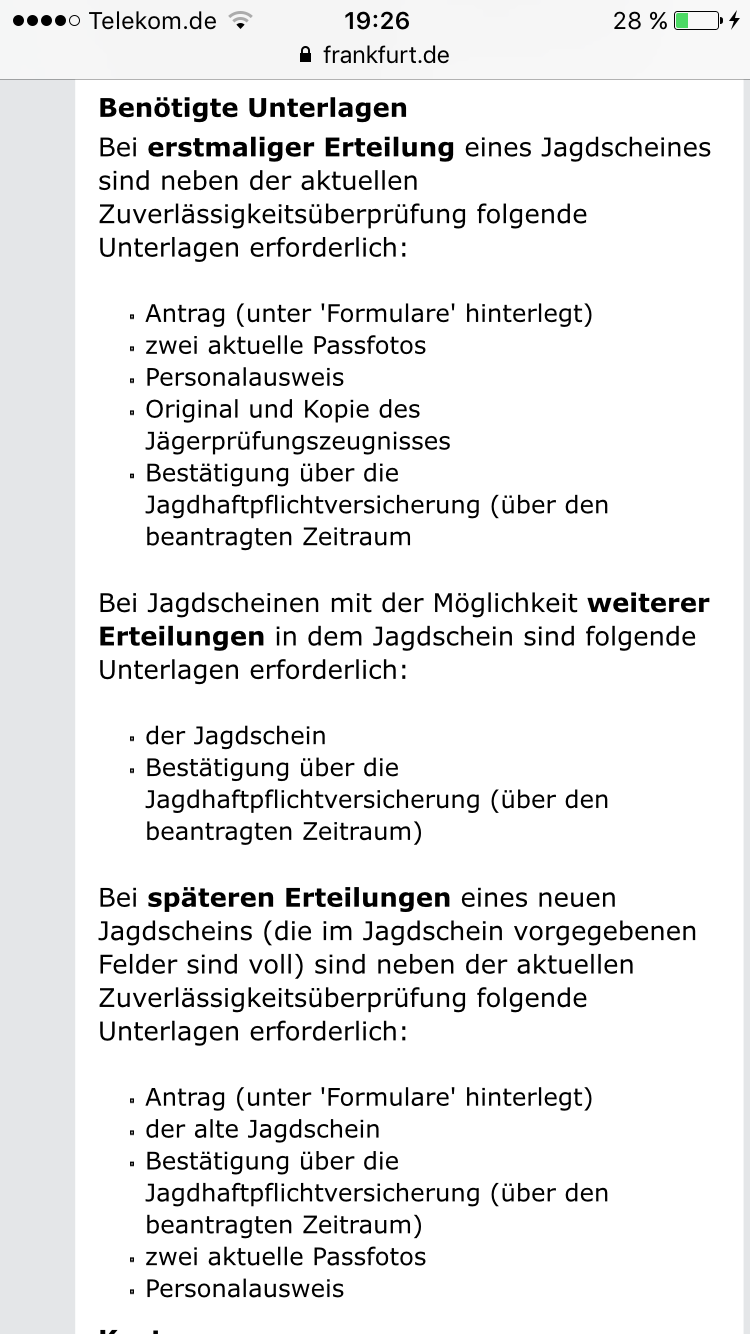 Telekom.de 19:26 28 %
frankfurt.de
Benötigte Unterlagen
Bei erstmaliger Erteilung eines Jagdscheines
sind neben der aktuellen
Zuverlässigkeitsüberprüfung folgende
Unterlagen erforderlich:
Antrag (unter 'Formulare' hinterlegt)
zwei aktuelle Passfotos
Personalausweis
Original und Kopie des
Jägerprüfungszeugnisses
Bestätigung über die
Jagdhaftpflichtversicherung (über den
beantragten Zeitraum
Bei Jagdscheinen mit der Möglichkeit weiterer
Erteilungen in dem Jagdschein sind folgende
Unterlagen erforderlich:
der Jagdschein
Bestätigung über die
Jagdhaftpflichtversicherung (über den
beantragten Zeitraum)
Bei späteren Erteilungen eines neuen
Jagdscheins (die im Jagdschein vorgegebenen
Felder sind voll) sind neben der aktuellen
Zuverlässigkeitsüberprüfung folgende
Unterlagen erforderlich:
Antrag (unter 'Formulare' hinterlegt)
der alte Jagdschein
Bestätigung über die
Jagdhaftpflichtversicherung (über den
beantragten Zeitraum)
zwei aktuelle Passfotos
Personalausweis